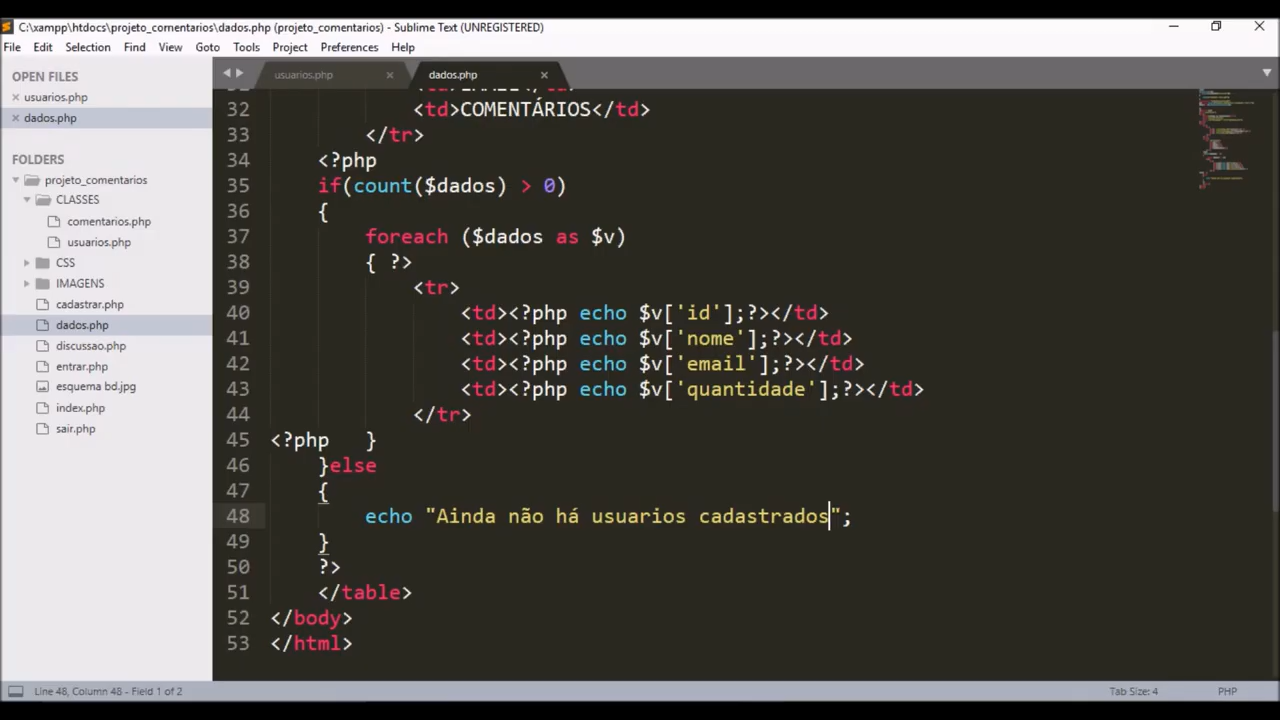 C:\xampp\htdocs\projeto_comentarios\dados.php (projeto_comentarios) - Sublime Text (UNREGISTERED)
File Edit Selection Find View Goto Tools Project Preferences Help
OPEN FILES
usuarios.php
dados.php
FOLDERS
projeto_comentarios
CLASSES
comentarios.php
usuarios.php
CSS
IMAGENS
cadastrar.php
dados.php
discussao.php
entrar.php
esquema bd.jpg
index.php
sair.php
usuarios.php dados.php
32 <td>COMENTÁRIOS</td>
33 </tr>
34 <?php
35 if(count($dados) > 0)
36 {
37 foreach ($dados as $v)
38 { ?>
39 <tr>
40 <td><?php echo $v['id'];?></td>
41 <td><?php echo $v['nome'];?></td>
42 <td><?php echo $v['email'];?></td>
43 <td><?php echo $v['quantidade'];?></td>
44 </tr>
45 <?php }
46 }else
47 {
48 echo "Ainda não há usuarios cadastrados";
49 }
50 ?>
51 </table>
52 </body>
53 </html>
Line 48, Column 48 - Field 1 of 2 Tab Size: 4 PHP